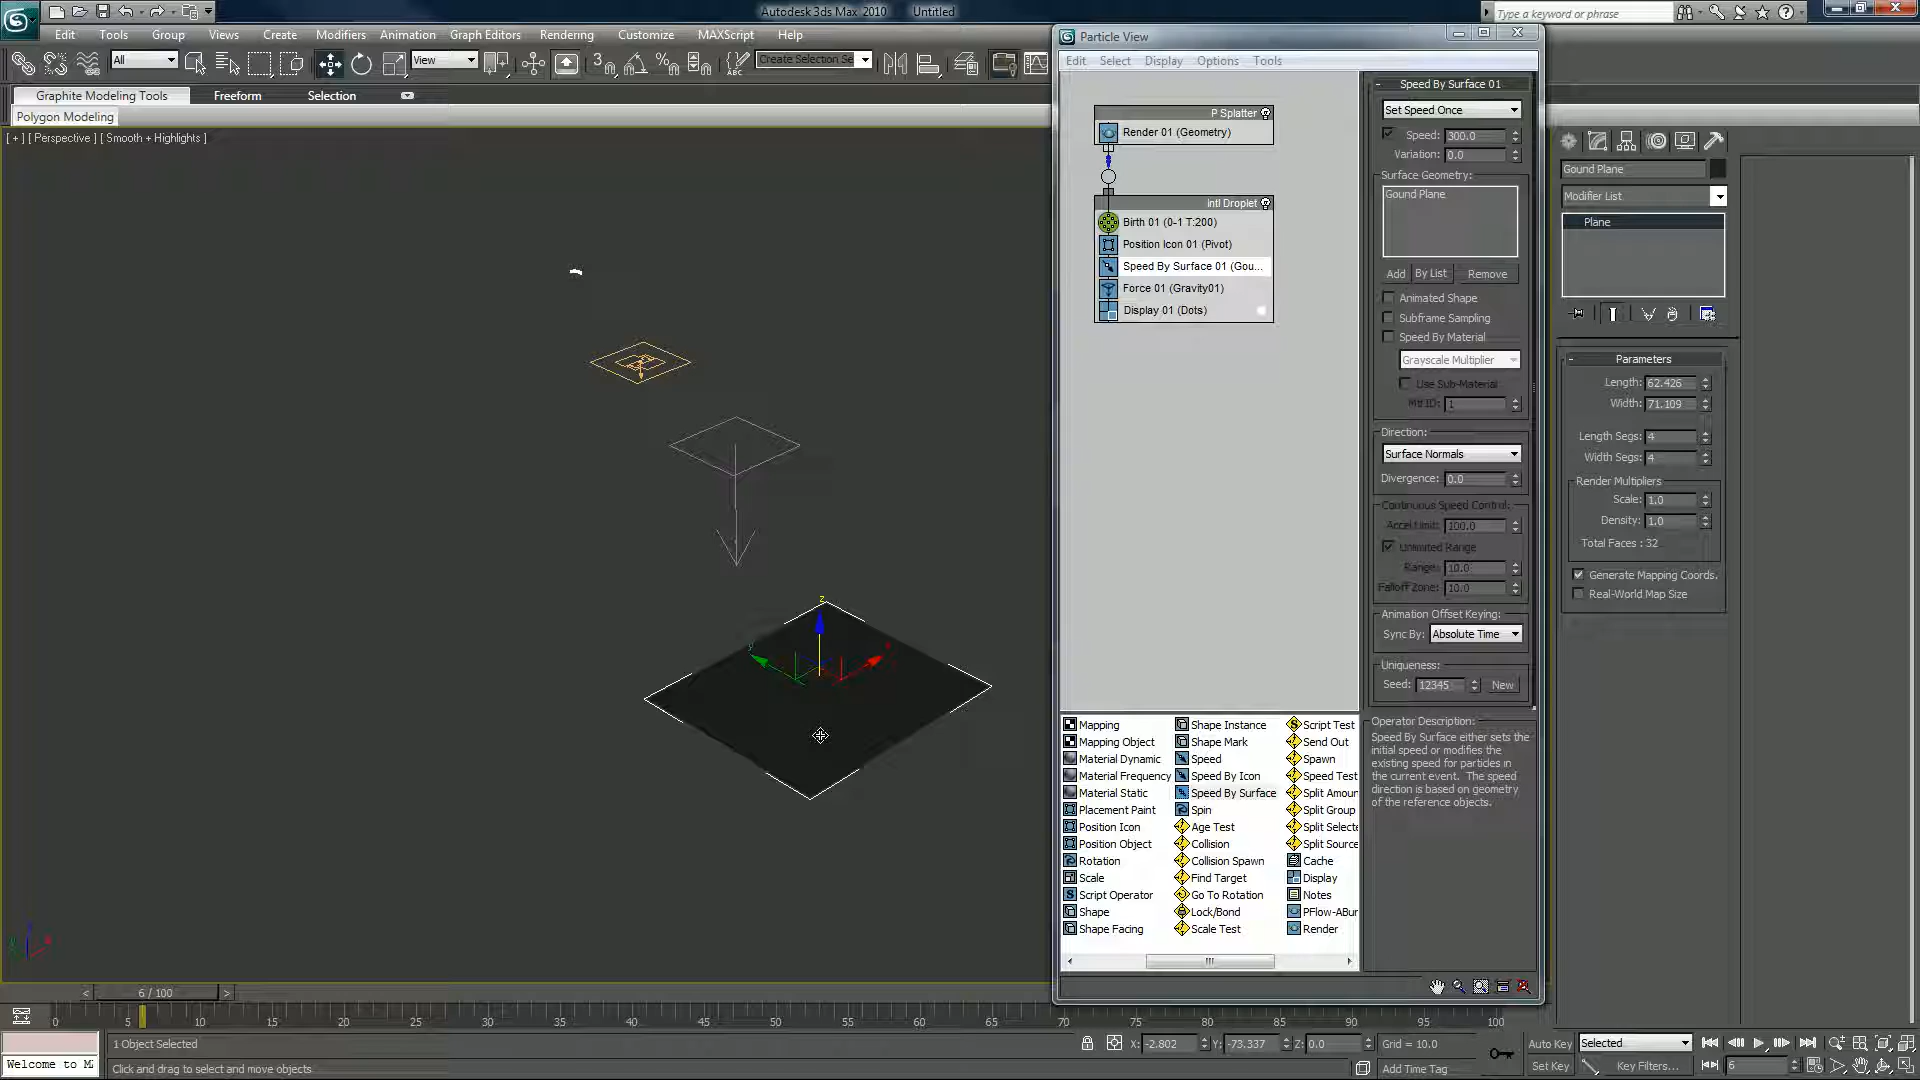 Autodesk 3ds Max 2010 Untitled
Type a keyword or phrase
Edit Tools Group Views Create Modifiers Animation Graph Editors Rendering Customize MAXScript Help
All
View
3
Create Selection Se
Graphite Modeling Tools Freeform Selection
Polygon Modeling
[ + ] [ Perspective ] [ Smooth + Highlights ]
z
Particle View
Edit Select Display Options Tools
P Splatter
Render 01 (Geometry)
Intl Droplet
Birth 01 (0-1 T:200)
Position Icon 01 (Pivot)
Speed By Surface 01 (Gou...
Force 01 (Gravity01)
Display 01 (Dots)
Speed By Surface 01
Set Speed Once
Speed: 300.0
Variation: 0.0
Surface Geometry:
Gound Plane
Add By List Remove
Animated Shape
Subframe Sampling
Speed By Material
Grayscale Multiplier
Use Sub-Material
Mtl ID: 1
Direction:
Surface Normals
Divergence: 0.0
Continuous Speed Control:
Accel Limit: 100.0
Unlimited Range
Range: 10.0
Falloff Zone: 10.0
Animation Offset Keying:
Sync By: Absolute Time
Uniqueness:
Seed: 12345 New
Operator Description:
Speed By Surface either sets the
initial speed or modifies the
existing speed for particles in
the current event. The speed
direction is based on geometry
of the reference objects.
Mapping Shape Instance Script Test
Mapping Object Shape Mark Send Out
Material Dynamic Speed Spawn
Material Frequency Speed By Icon Speed Test
Material Static Speed By Surface Split Amour
Placement Paint Spin Split Group
Position Icon Age Test Split Selecte
Position Object Collision Split Source
Rotation Collision Spawn Cache
Scale Find Target Display
Script Operator Go To Rotation Notes
Shape Lock/Bond PFlow-ABur
Shape Facing Scale Test Render
Gound Plane
Modifier List
Plane
Parameters
Length: 62.426
Width: 71.109
Length Segs: 4
Width Segs: 4
Render Multipliers
Scale: 1.0
Density: 1.0
Total Faces : 32
Generate Mapping Coords.
Real-World Map Size
< 6 / 100 >
0 5 10 15 20 25 30 35 40 45 50 55 60 65 70 75 80 85 90 95 100
1 Object Selected X: -2.802 Y: -73.337 Z: 0.0 Grid = 10.0 Auto Key Selected
Welcome to M Click and drag to select and move objects Add Time Tag Set Key Key Filters... 6